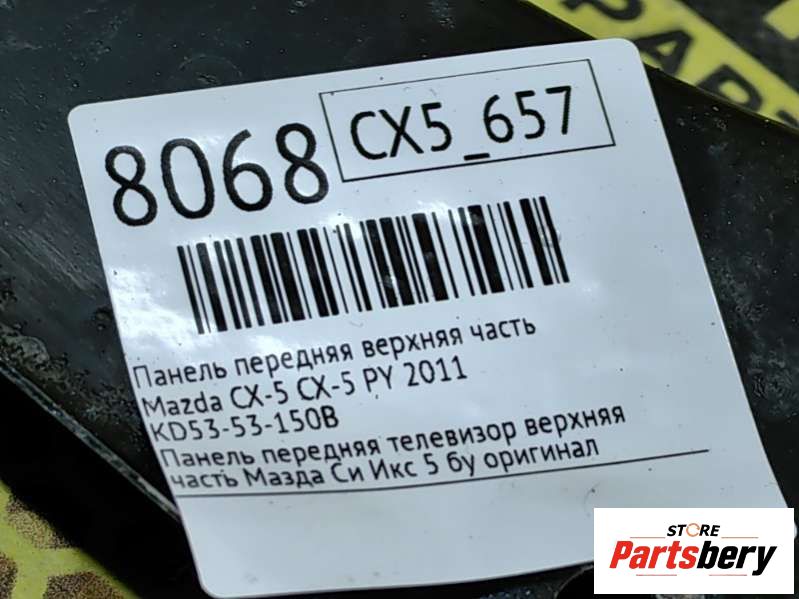 8068
CX5_657
Панель передняя верхняя часть
Mazda CX-5 CX-5 PY 2011
KD53-53-150B
Панель передняя телевизор верхняя
часть Мазда Си Икс 5 бу оригинал
STORE
Partsbery